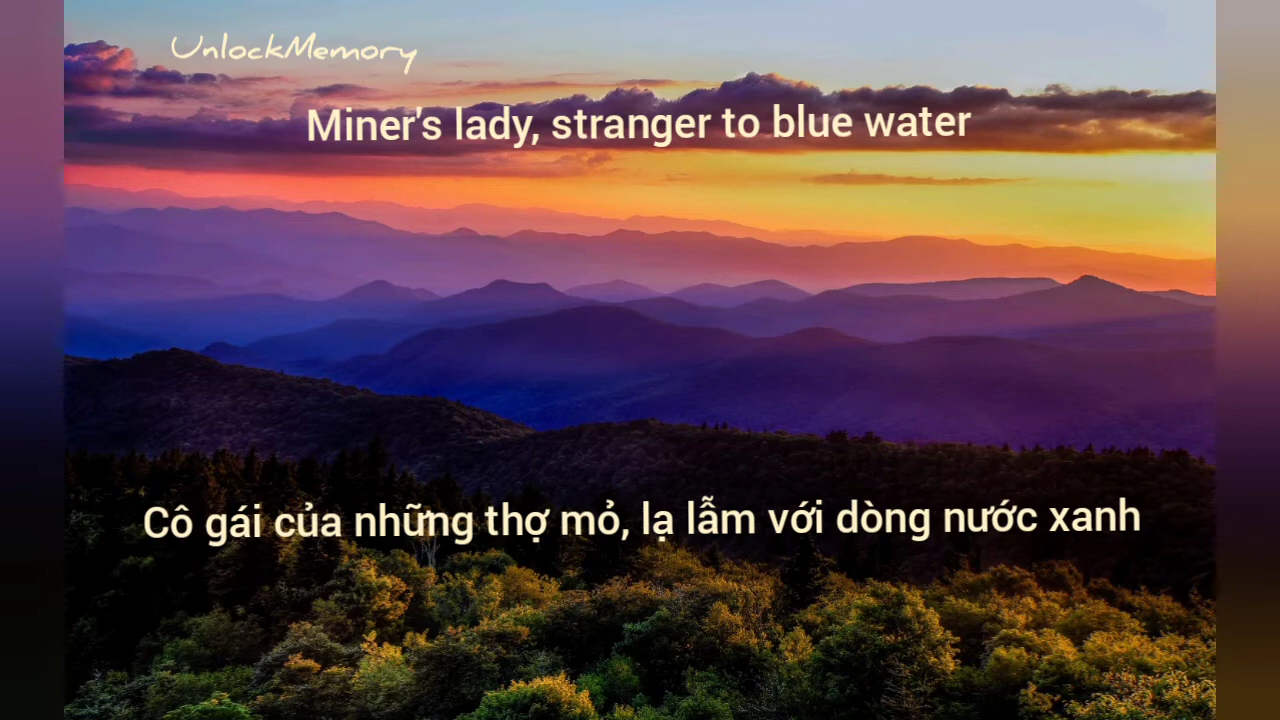 UnlockMemory
Miner's lady, stranger to blue water
Cô gái của những thợ mỏ, lạ lẫm với dòng nước xanh